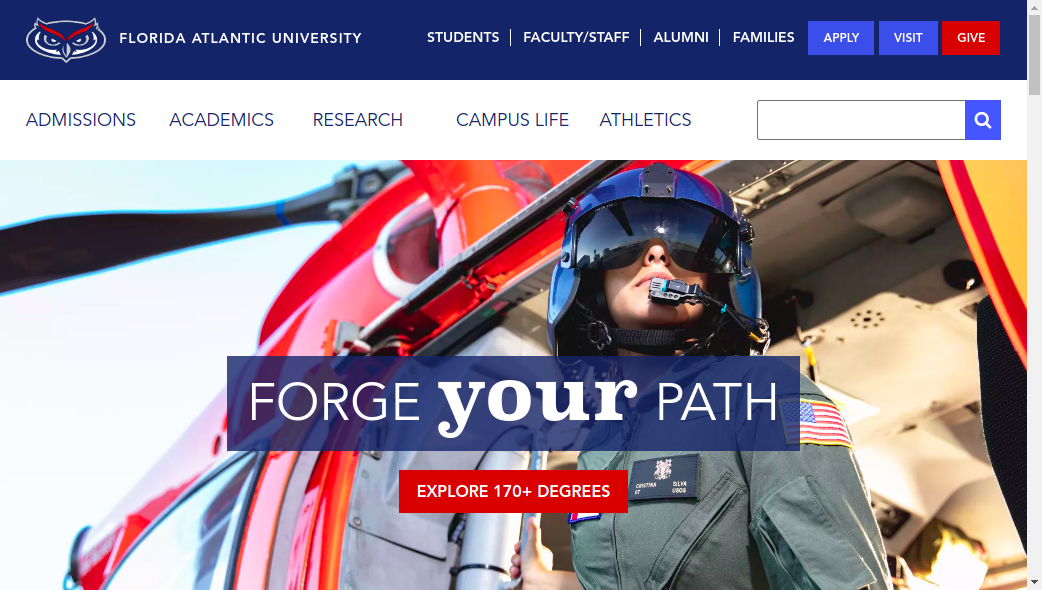 FLORIDA ATLANTIC UNIVERSITY
STUDENTS FACULTY/STAFF ALUMNI FAMILIES APPLY VISIT GIVE
ADMISSIONS ACADEMICS RESEARCH CAMPUS LIFE ATHLETICS
FORGE your PATH
EXPLORE 170+ DEGREES
CRISTINA SILVA
OT USCG